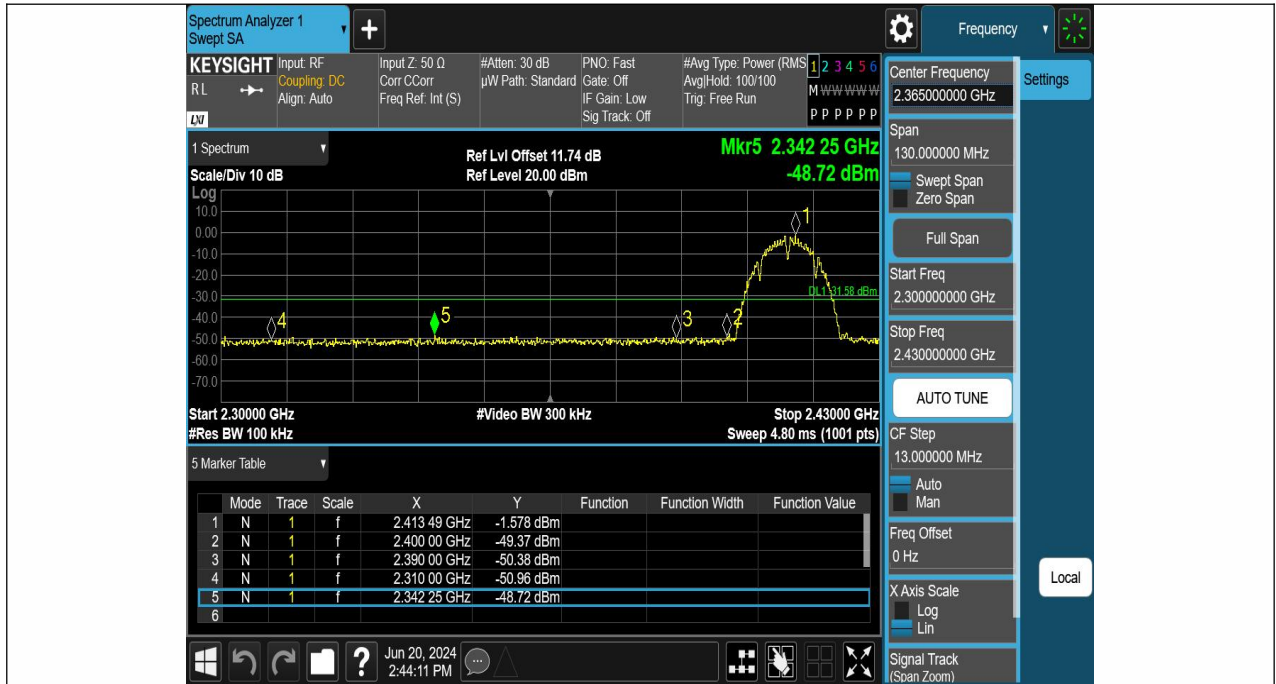 Spectrum Analyzer 1
Swept SA
Frequency
KEYSIGHT
RL
LXI
Input: RF
Coupling: DC
Align: Auto
Input Z: 50 Ω
Corr CCorr
Freq Ref: Int (S)
#Atten: 30 dB
µW Path: Standard
PNO: Fast
Gate: Off
IF Gain: Low
Sig Track: Off
#Avg Type: Power (RMS
Avg|Hold: 100/100
Trig: Free Run
1 2 3 4 5 6
M W W W W W
P P P P P P
1 Spectrum
Scale/Div 10 dB
Ref Lvl Offset 11.74 dB
Ref Level 20.00 dBm
Mkr5 2.342 25 GHz
-48.72 dBm
Log
10.0
0.00
-10.0
-20.0
-30.0
-40.0
-50.0
-60.0
-70.0
1
DL1 -31.58 dBm
4
5
3
2
Start 2.30000 GHz
#Video BW 300 kHz
Stop 2.43000 GHz
#Res BW 100 kHz
Sweep 4.80 ms (1001 pts)
5 Marker Table
Mode Trace Scale X Y Function Function Width Function Value
1 N 1 f 2.413 49 GHz -1.578 dBm
2 N 1 f 2.400 00 GHz -49.37 dBm
3 N 1 f 2.390 00 GHz -50.38 dBm
4 N 1 f 2.310 00 GHz -50.96 dBm
5 N 1 f 2.342 25 GHz -48.72 dBm
6
Jun 20, 2024
2:44:11 PM
Center Frequency
2.365000000 GHz
Settings
Span
130.000000 MHz
Swept Span
Zero Span
Full Span
Start Freq
2.300000000 GHz
Stop Freq
2.430000000 GHz
AUTO TUNE
CF Step
13.000000 MHz
Auto
Man
Freq Offset
0 Hz
Local
X Axis Scale
Log
Lin
Signal Track
(Span Zoom)